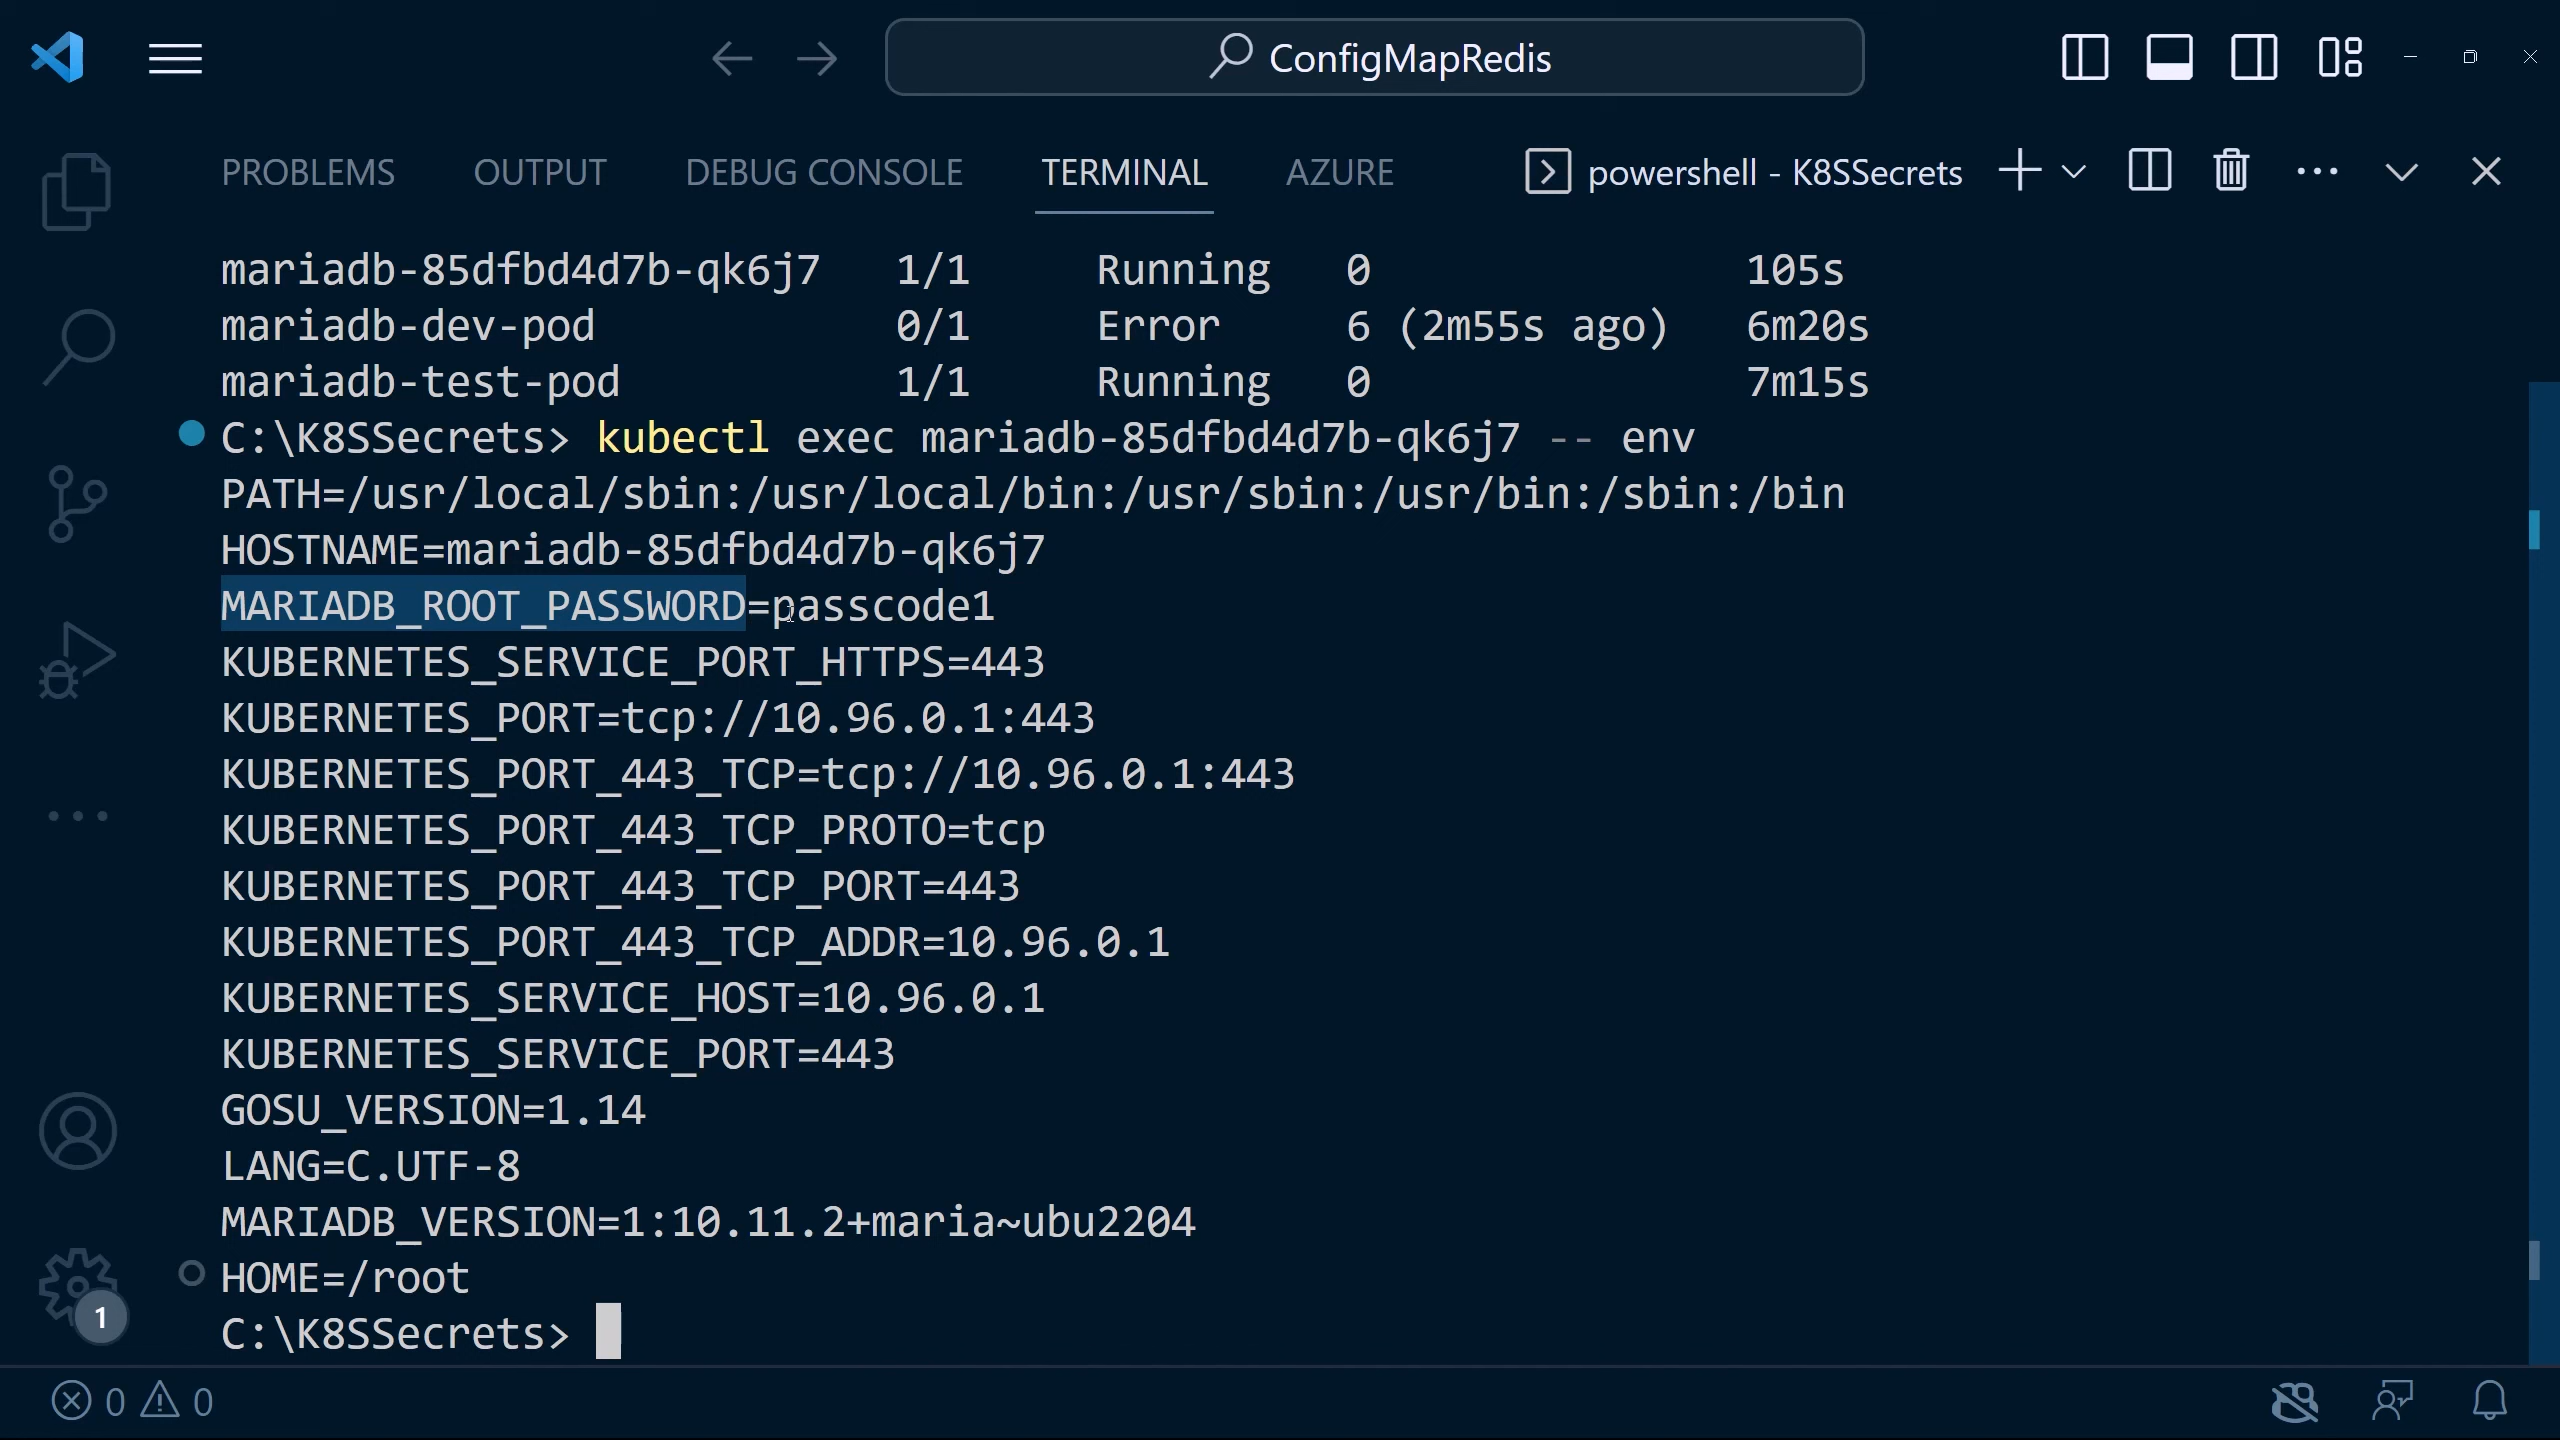 ConfigMapRedis
PROBLEMS OUTPUT DEBUG CONSOLE TERMINAL AZURE powershell - K8SSecrets
mariadb-85dfbd4d7b-qk6j7 1/1 Running 0 105s
mariadb-dev-pod 0/1 Error 6 (2m55s ago) 6m20s
mariadb-test-pod 1/1 Running 0 7m15s
C:\K8SSecrets> kubectl exec mariadb-85dfbd4d7b-qk6j7 -- env
PATH=/usr/local/sbin:/usr/local/bin:/usr/sbin:/usr/bin:/sbin:/bin
HOSTNAME=mariadb-85dfbd4d7b-qk6j7
MARIADB_ROOT_PASSWORD=passcode1
KUBERNETES_SERVICE_PORT_HTTPS=443
KUBERNETES_PORT=tcp://10.96.0.1:443
KUBERNETES_PORT_443_TCP=tcp://10.96.0.1:443
KUBERNETES_PORT_443_TCP_PROTO=tcp
KUBERNETES_PORT_443_TCP_PORT=443
KUBERNETES_PORT_443_TCP_ADDR=10.96.0.1
KUBERNETES_SERVICE_HOST=10.96.0.1
KUBERNETES_SERVICE_PORT=443
GOSU_VERSION=1.14
LANG=C.UTF-8
MARIADB_VERSION=1:10.11.2+maria~ubu2204
HOME=/root
C:\K8SSecrets>
1
0 0